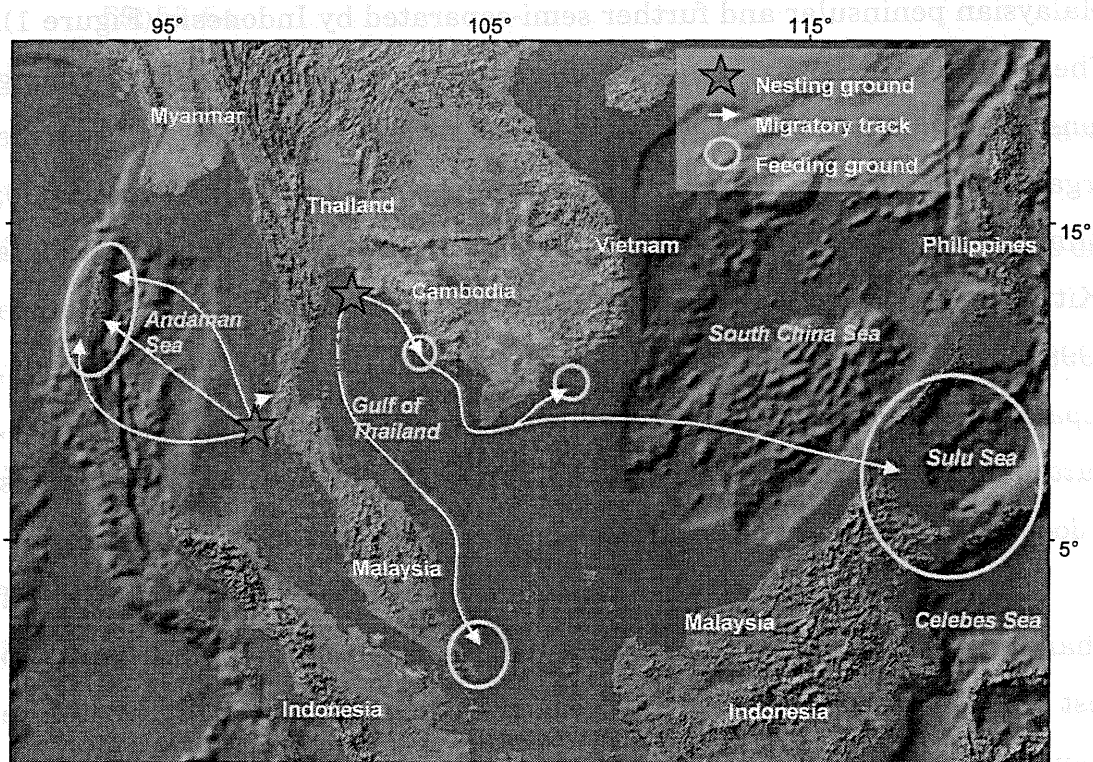 Malaysian peninsular and further semi-separated by Indonesia (Figure 1).
95°
105°
115°
Nesting ground
Migratory track
Feeding ground
Myanmar
Thailand
Vietnam
Philippines
15°
Cambodia
Andaman
Sea
South China Sea
Gulf of
Thailand
Sulu Sea
5°
Malaysia
Malaysia
Celebes Sea
Indonesia
Indonesia